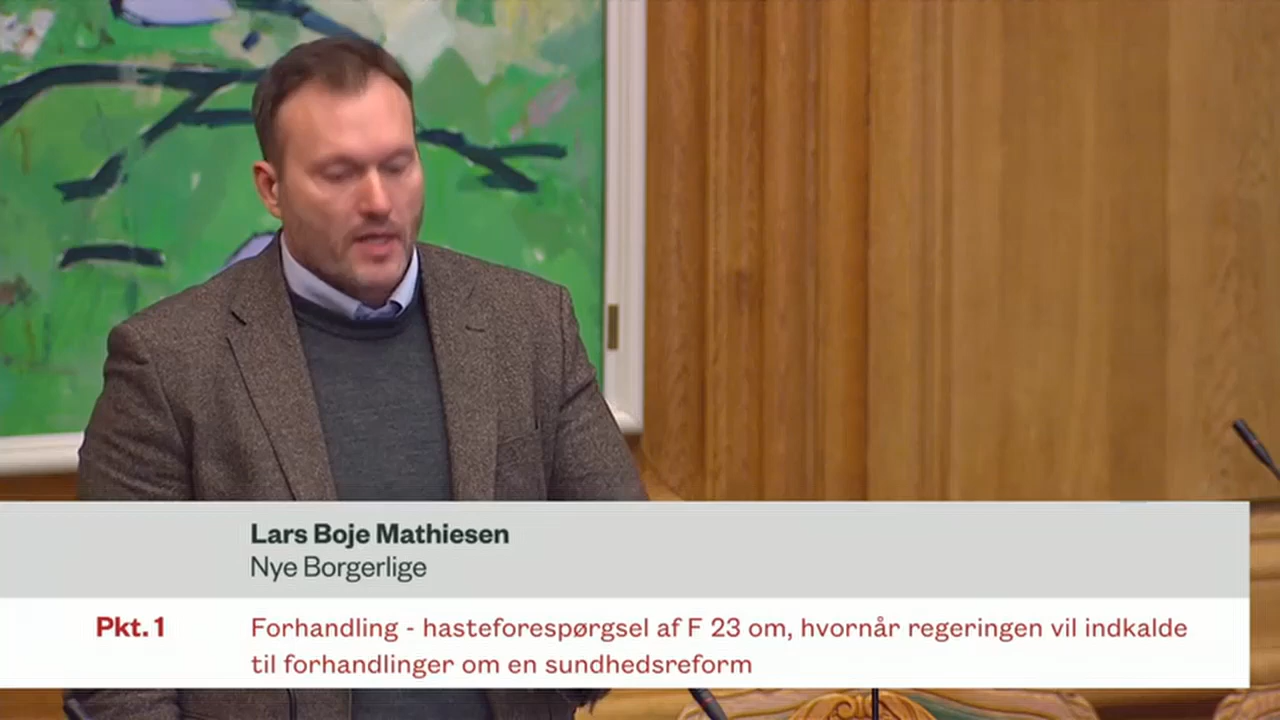 Lars Boje Mathiesen
Nye Borgerlige
Pkt. 1
Forhandling - hasteforespørgsel af F 23 om, hvornår regeringen vil indkalde
til forhandlinger om en sundhedsreform